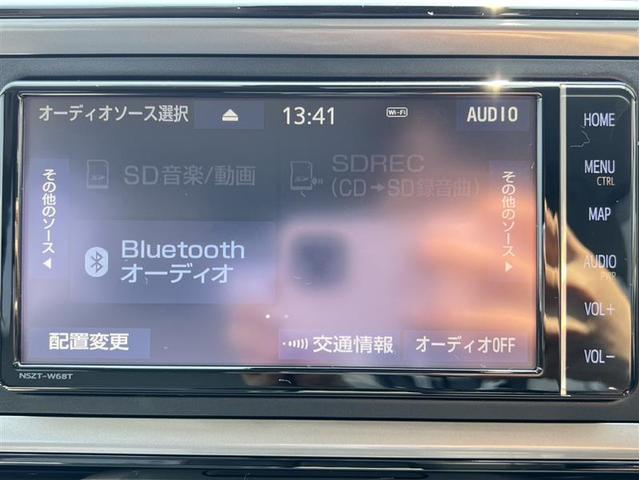 オーディオソース選択
13:41
Wi-Fi
AUDIO
HOME
MENU
CTRL
MAP
AUDIO
PWR
VOL+
VOL−
その他のソース
SD音楽/動画
SDREC
(CD➞SD録音曲)
その他のソース
Bluetooth
オーディオ
配置変更
交通情報
オーディオOFF
NSZT-W68T